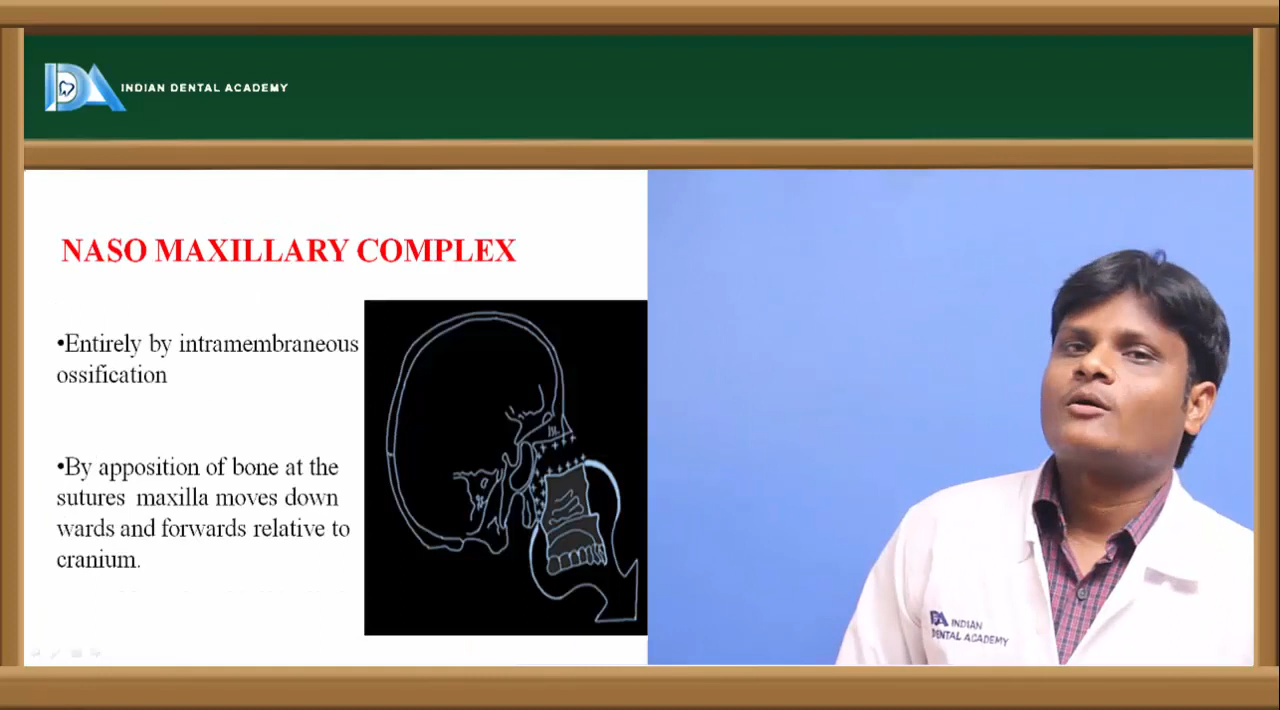 INDIAN DENTAL ACADEMY
NASO MAXILLARY COMPLEX
•Entirely by intramembraneous
ossification
•By apposition of bone at the
sutures maxilla moves down
wards and forwards relative to
cranium.
INDIAN
DENTAL ACADEMY